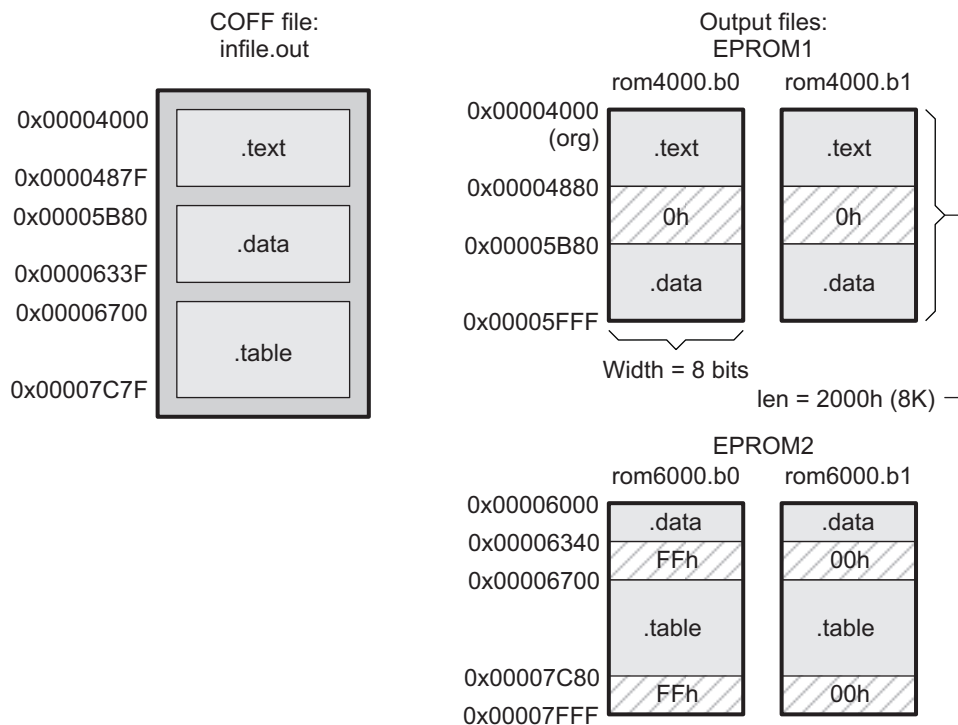 COFF file:
infile.out
0x00004000
.text
0x0000487F
0x00005B80
.data
0x0000633F
0x00006700
.table
0x00007C7F
Output files:
EPROM1
rom4000.b0
rom4000.b1
0x00004000
(org)
.text
.text
0x00004880
0h
0h
0x00005B80
.data
.data
0x00005FFF
Width = 8 bits
len = 2000h (8K)
EPROM2
rom6000.b0
rom6000.b1
0x00006000
.data
.data
0x00006340
FFh
00h
0x00006700
.table
.table
0x00007C80
FFh
00h
0x00007FFF